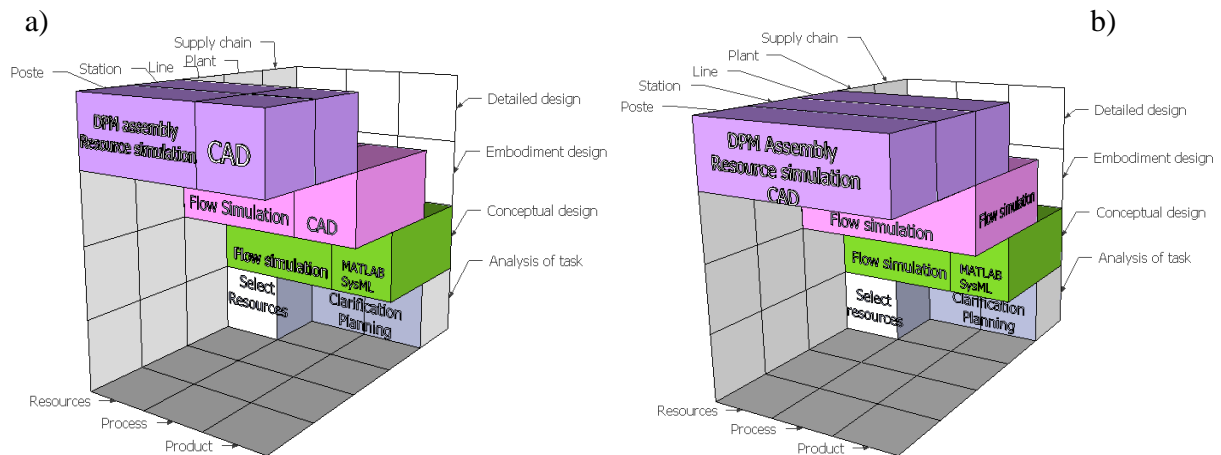 a)
Supply chain
Plant
Line
Station
Poste
DPM assembly
Resource simulation
CAD
Detailed design
Embodiment design
Flow Simulation
CAD
Conceptual design
Flow simulation
MATLAB
SysML
Analysis of task
Select
Resources
Clarification
Planning
Resources
Process
Product
b)
Supply chain
Plant
Line
Station
Poste
DPM Assembly
Resource simulation
CAD
Detailed design
Embodiment design
Flow simulation
Flow simulation
Conceptual design
Flow simulation
MATLAB
SysML
Analysis of task
Select
resources
Clarification
Planning
Resources
Process
Product